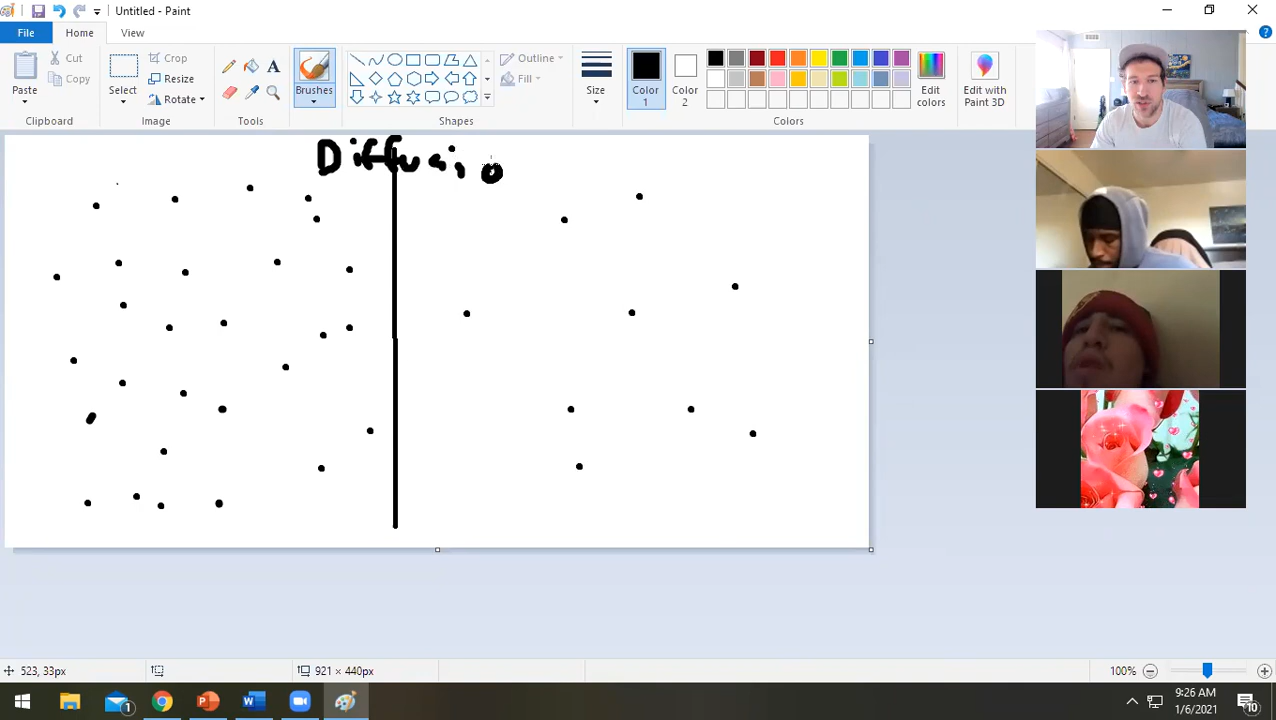 Untitled - Paint
File
Home
View
Paste
Cut
Copy
Clipboard
Select
Crop
Resize
Rotate
Image
A
Tools
Brushes
Outline
Fill
Shapes
Size
Color 1
Color 2
Edit colors
Colors
Edit with Paint 3D
523, 33px
921 × 440px
100%
1
9:26 AM
1/6/2021
10